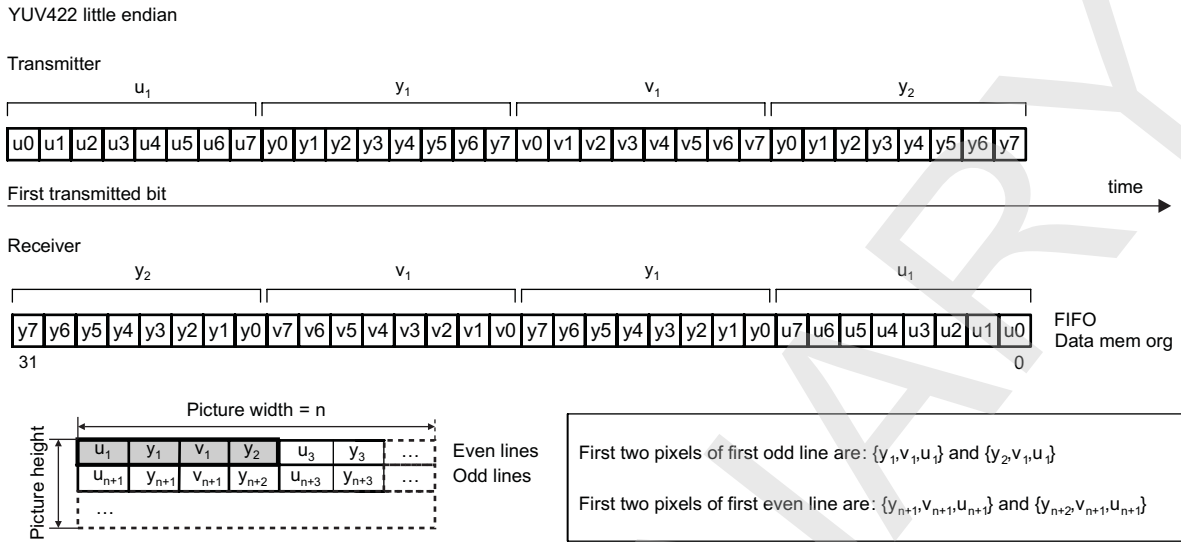 YUV422 little endian
Transmitter
u1 y1 v1 y2
u0 u1 u2 u3 u4 u5 u6 u7 y0 y1 y2 y3 y4 y5 y6 y7 v0 v1 v2 v3 v4 v5 v6 v7 y0 y1 y2 y3 y4 y5 y6 y7
First transmitted bit time
Receiver
y2 v1 y1 u1
y7 y6 y5 y4 y3 y2 y1 y0 v7 v6 v5 v4 v3 v2 v1 v0 y7 y6 y5 y4 y3 y2 y1 y0 u7 u6 u5 u4 u3 u2 u1 u0 FIFO
Data mem org
31 0
Picture width = n
Picture height
u1 y1 v1 y2 u3 y3 ... Even lines
un+1 yn+1 vn+1 yn+2 un+3 yn+3 ... Odd lines
...
First two pixels of first odd line are: {y1,v1,u1} and {y2,v1,u1}
First two pixels of first even line are: {yn+1,vn+1,un+1} and {yn+2,vn+1,un+1}
ARY